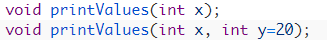 void printValues(int x);
void printValues(int x, int y=20);